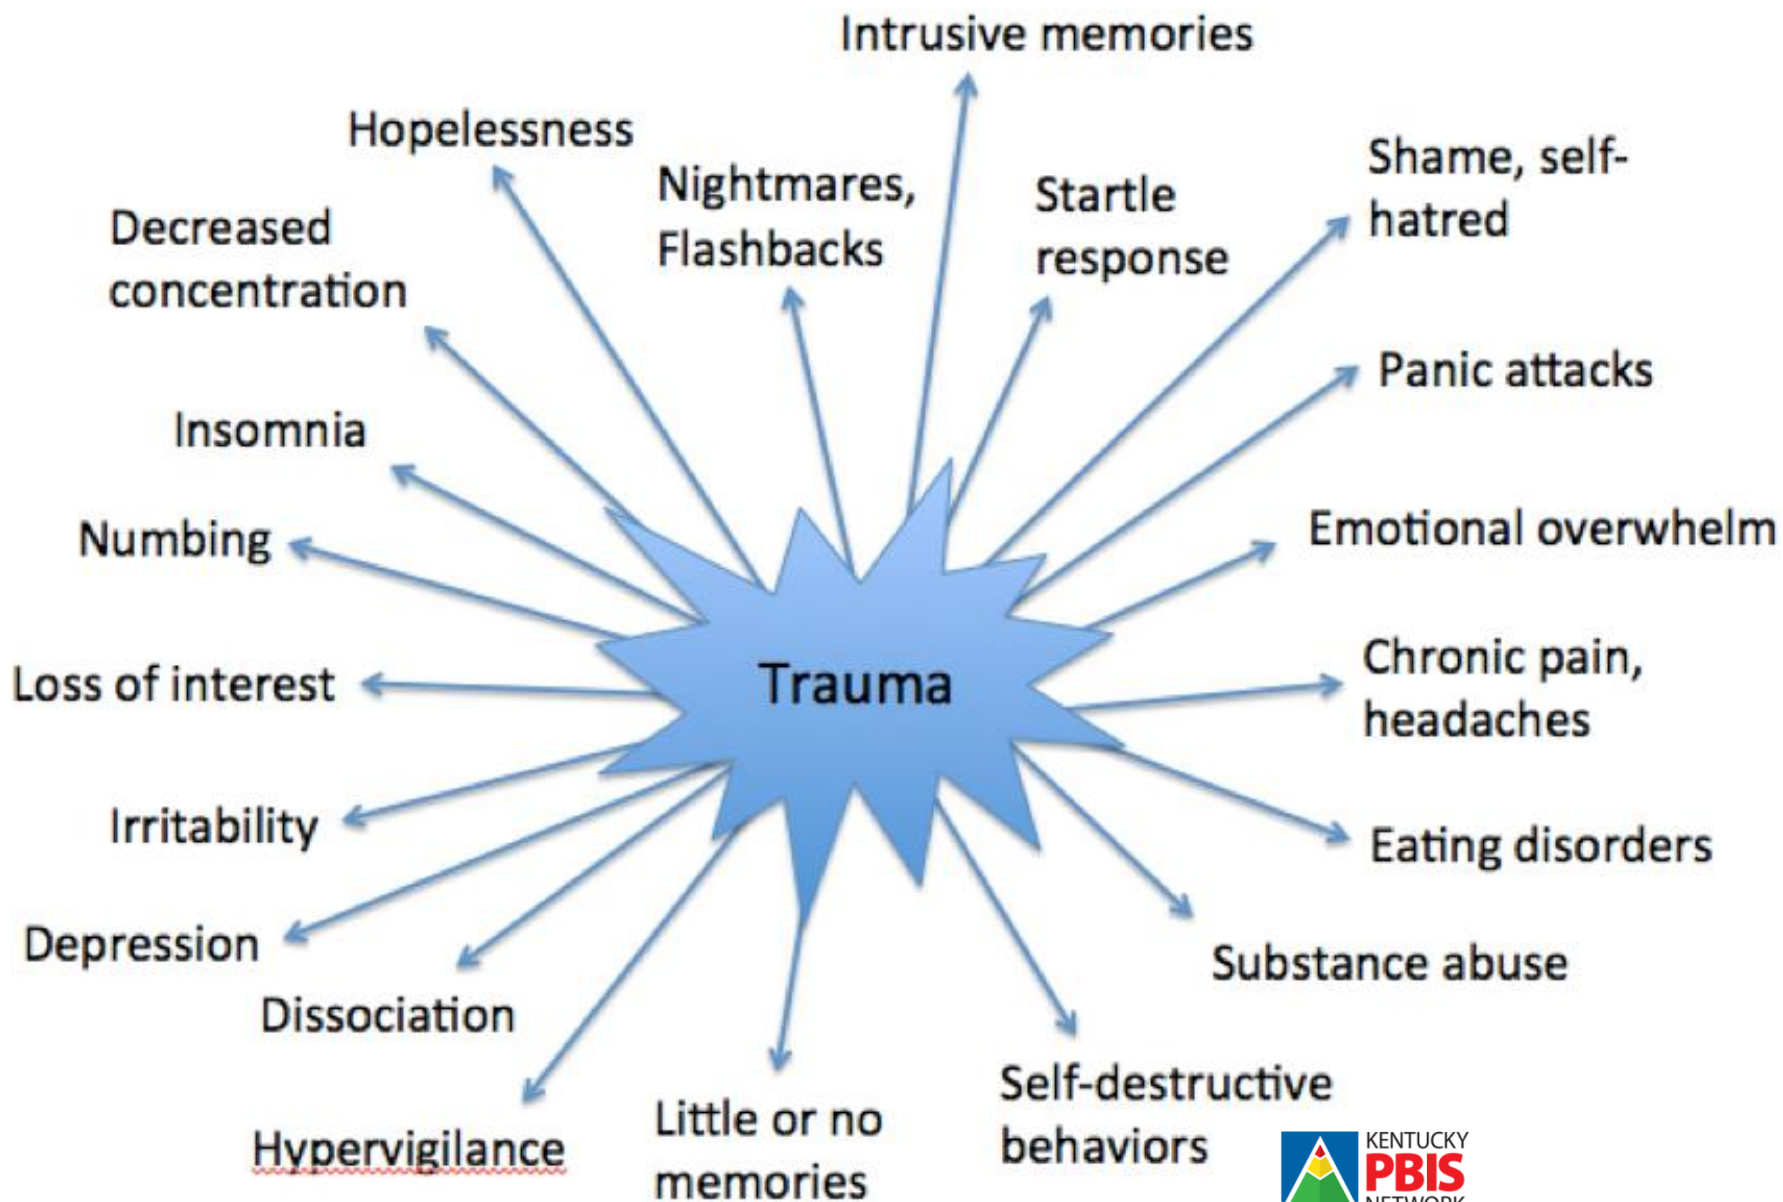 Intrusive memories
Hopelessness
Nightmares,
Flashbacks
Startle
response
Shame, self-
hatred
Decreased
concentration
Panic attacks
Insomnia
Emotional overwhelm
Numbing
Chronic pain,
headaches
Loss of interest
Trauma
Irritability
Eating disorders
Depression
Substance abuse
Dissociation
Self-destructive
behaviors
Hypervigilance
Little or no
memories
KENTUCKY
PBIS
NETWORK